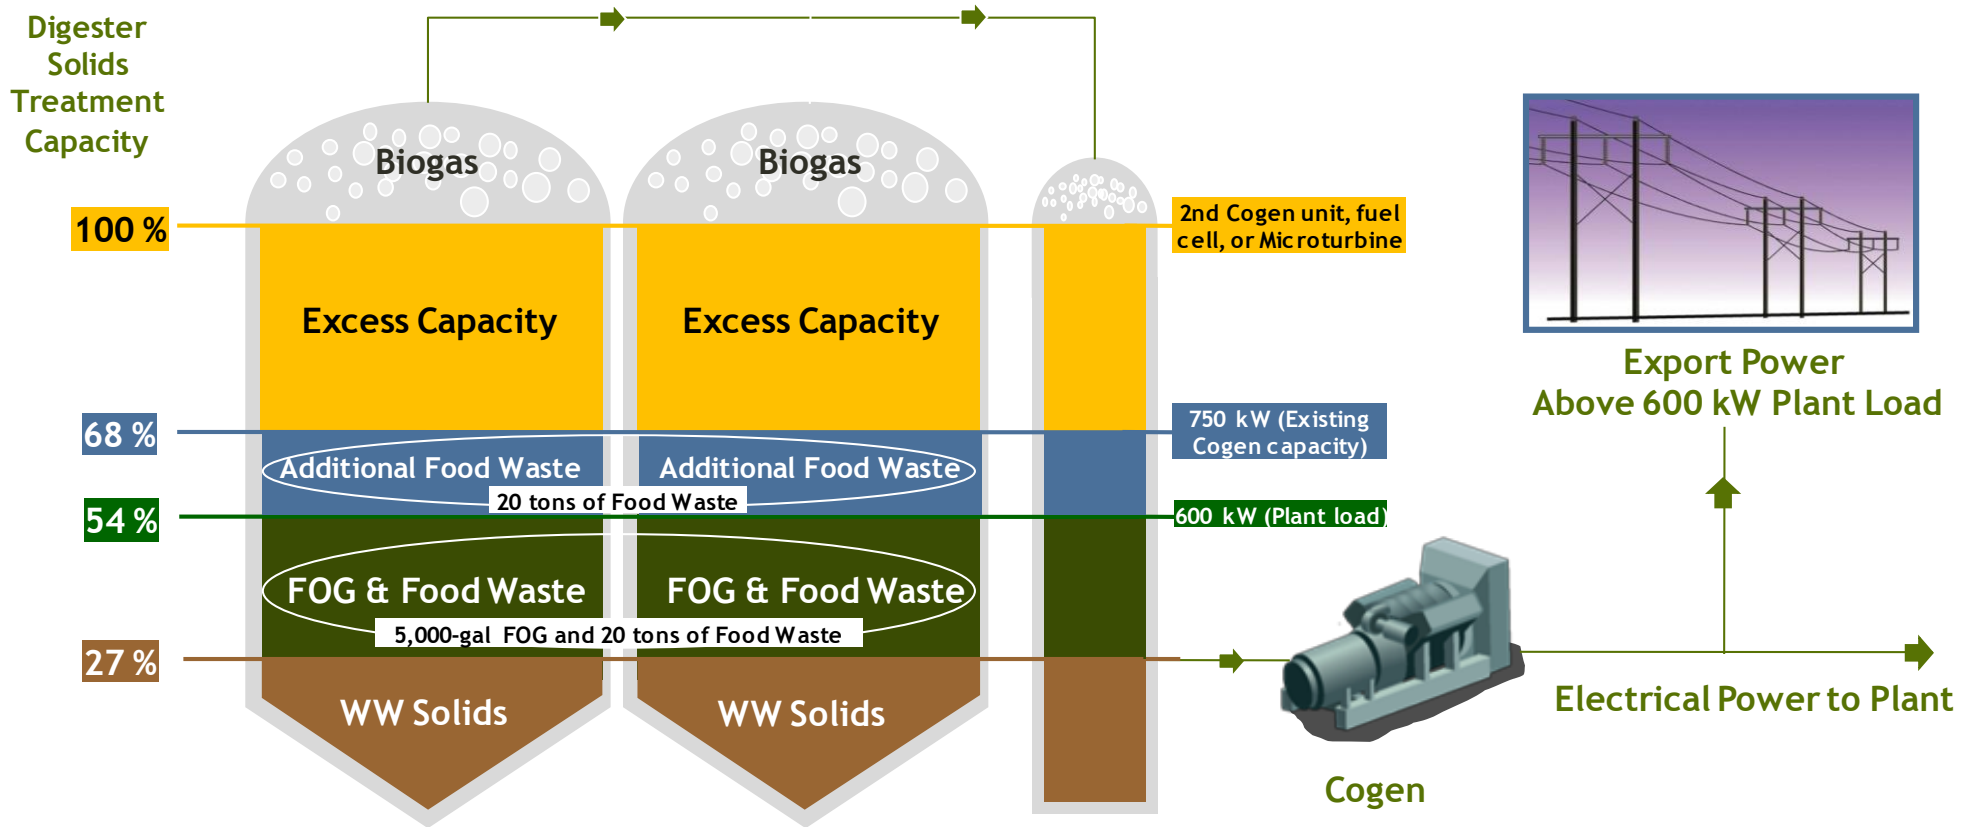 Digester
Solids
Treatment
Capacity
Biogas
Biogas
100 %
2nd Cogen unit, fuel
cell, or Microturbine
Excess Capacity
Excess Capacity
Export Power
Above 600 kW Plant Load
68 %
750 kW (Existing
Cogen capacity)
Additional Food Waste
Additional Food Waste
20 tons of Food Waste
54 %
600 kW (Plant load)
FOG & Food Waste
FOG & Food Waste
5,000-gal FOG and 20 tons of Food Waste
27 %
WW Solids
WW Solids
Electrical Power to Plant
Cogen